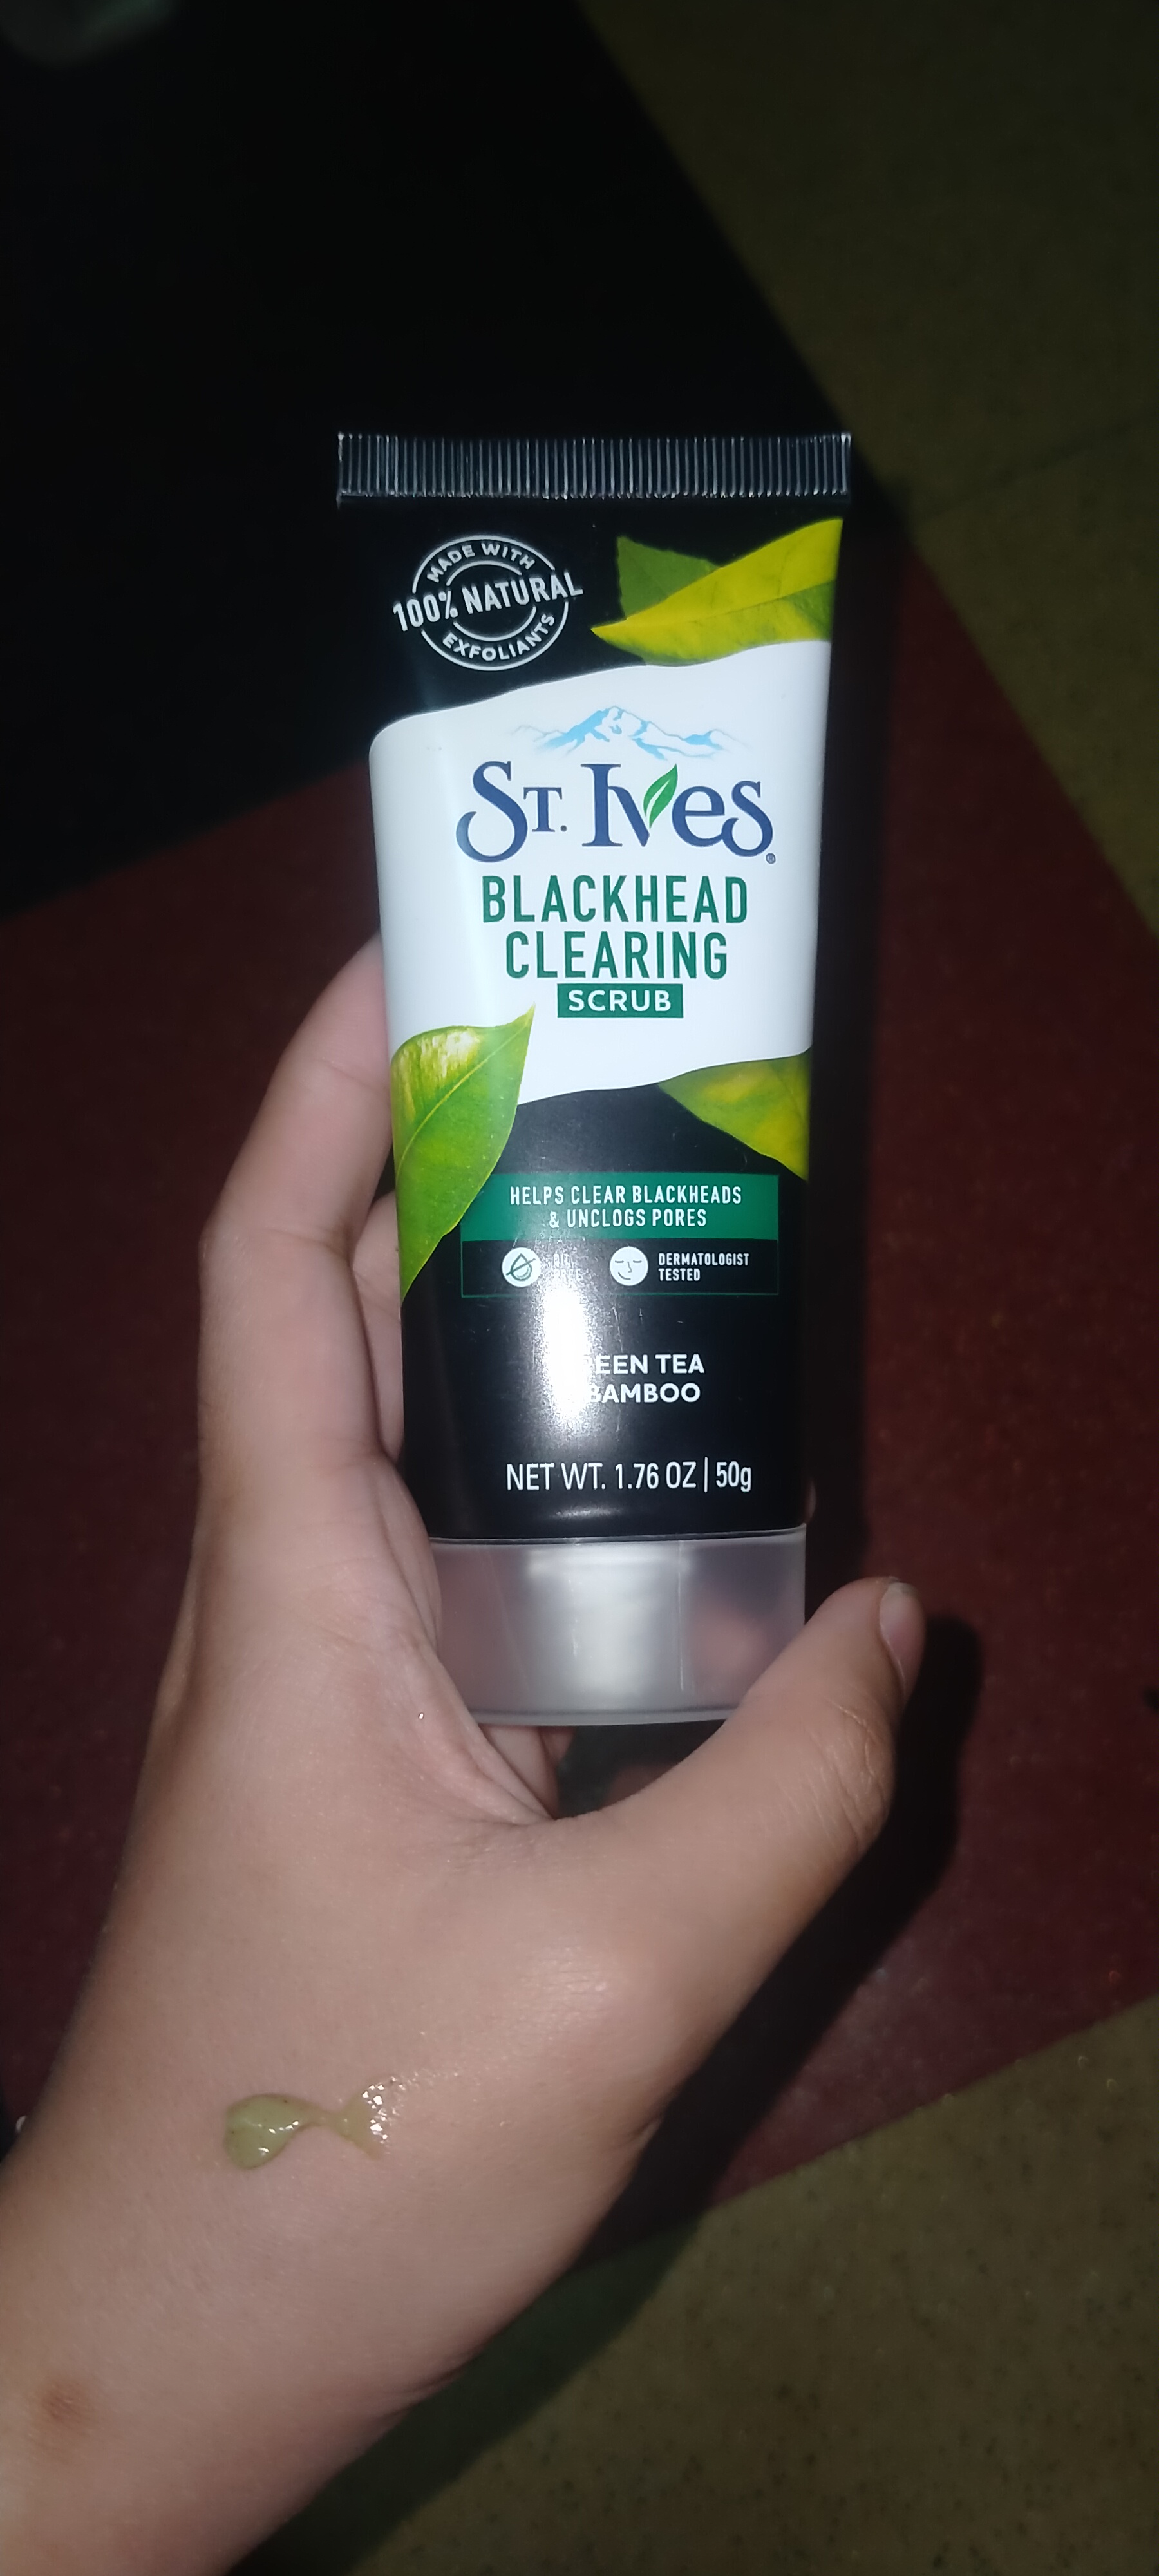 MADE WITH
100% NATURAL
EXFOLIANTS
ST. IVES
BLACKHEAD
CLEARING
SCRUB
HELPS CLEAR BLACKHEADS
& UNCLOGS PORES
DERMATOLOGIST
TESTED
TEA
BAMBOO
NET WT. 1.76 OZ | 50g